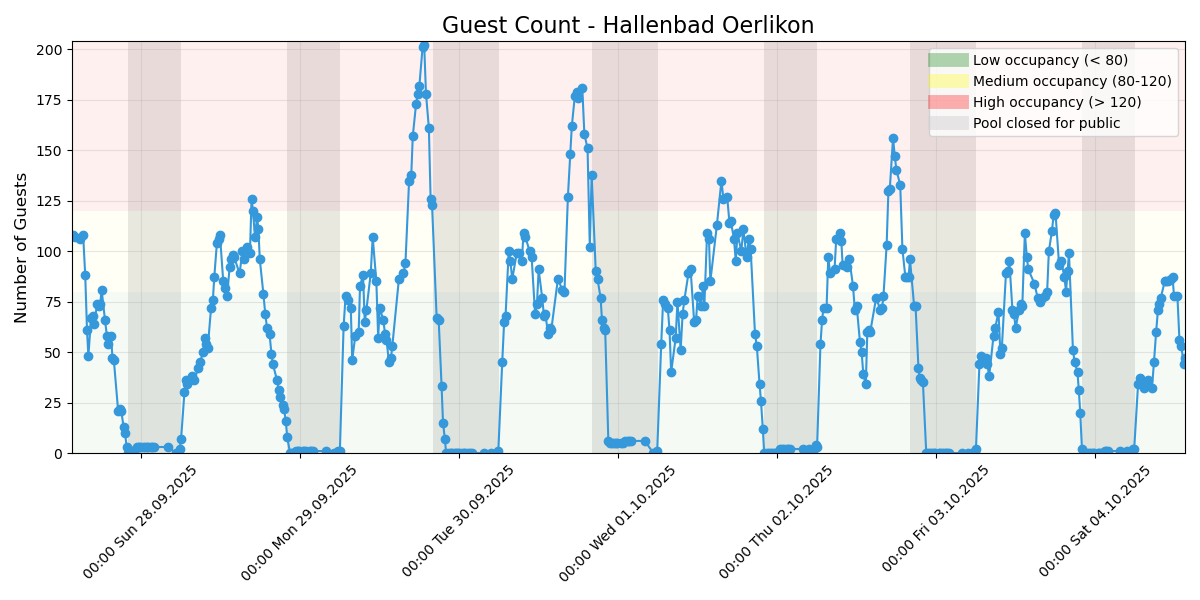 Guest Count - Hallenbad Oerlikon
Number of Guests
200
175
150
125
100
75
50
25
0
Low occupancy (< 80)
Medium occupancy (80-120)
High occupancy (> 120)
Pool closed for public
00:00 Sun 28.09.2025
00:00 Mon 29.09.2025
00:00 Tue 30.09.2025
00:00 Wed 01.10.2025
00:00 Thu 02.10.2025
00:00 Fri 03.10.2025
00:00 Sat 04.10.2025